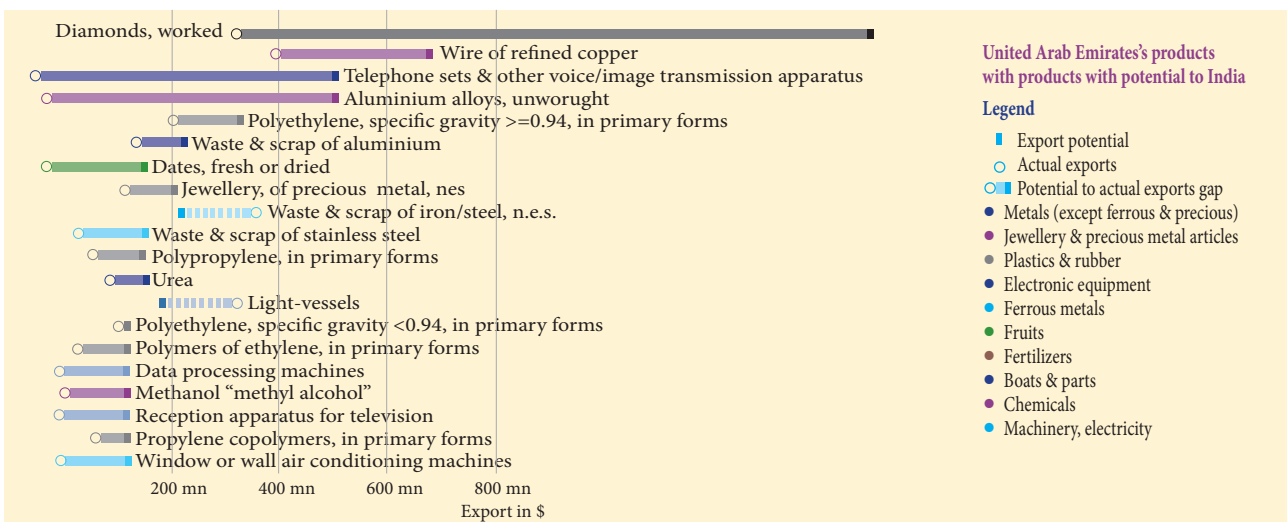 Diamonds, worked
Wire of refined copper
Telephone sets & other voice/image transmission apparatus
Aluminium alloys, unworught
Polyethylene, specific gravity >=0.94, in primary forms
Waste & scrap of aluminium
Dates, fresh or dried
Jewellery, of precious metal, nes
Waste & scrap of iron/steel, n.e.s.
Waste & scrap of stainless steel
Polypropylene, in primary forms
Urea
Light-vessels
Polyethylene, specific gravity <0.94, in primary forms
Polymers of ethylene, in primary forms
Data processing machines
Methanol “methyl alcohol”
Reception apparatus for television
Propylene copolymers, in primary forms
Window or wall air conditioning machines
200 mn 400 mn 600 mn 800 mn
Export in $
United Arab Emirates's products
with products with potential to India
Legend
Export potential
Actual exports
Potential to actual exports gap
Metals (except ferrous & precious)
Jewellery & precious metal articles
Plastics & rubber
Electronic equipment
Ferrous metals
Fruits
Fertilizers
Boats & parts
Chemicals
Machinery, electricity